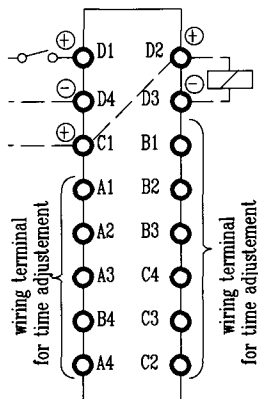 ⊕ D1 D2 ⊕
⊖ D4 D3 ⊖
⊕ C1 B1
A1 B2
A2 B3
A3 C4
B4 C3
A4 C2
wiring terminal
for time adjustement
wiring terminal
for time adjustement